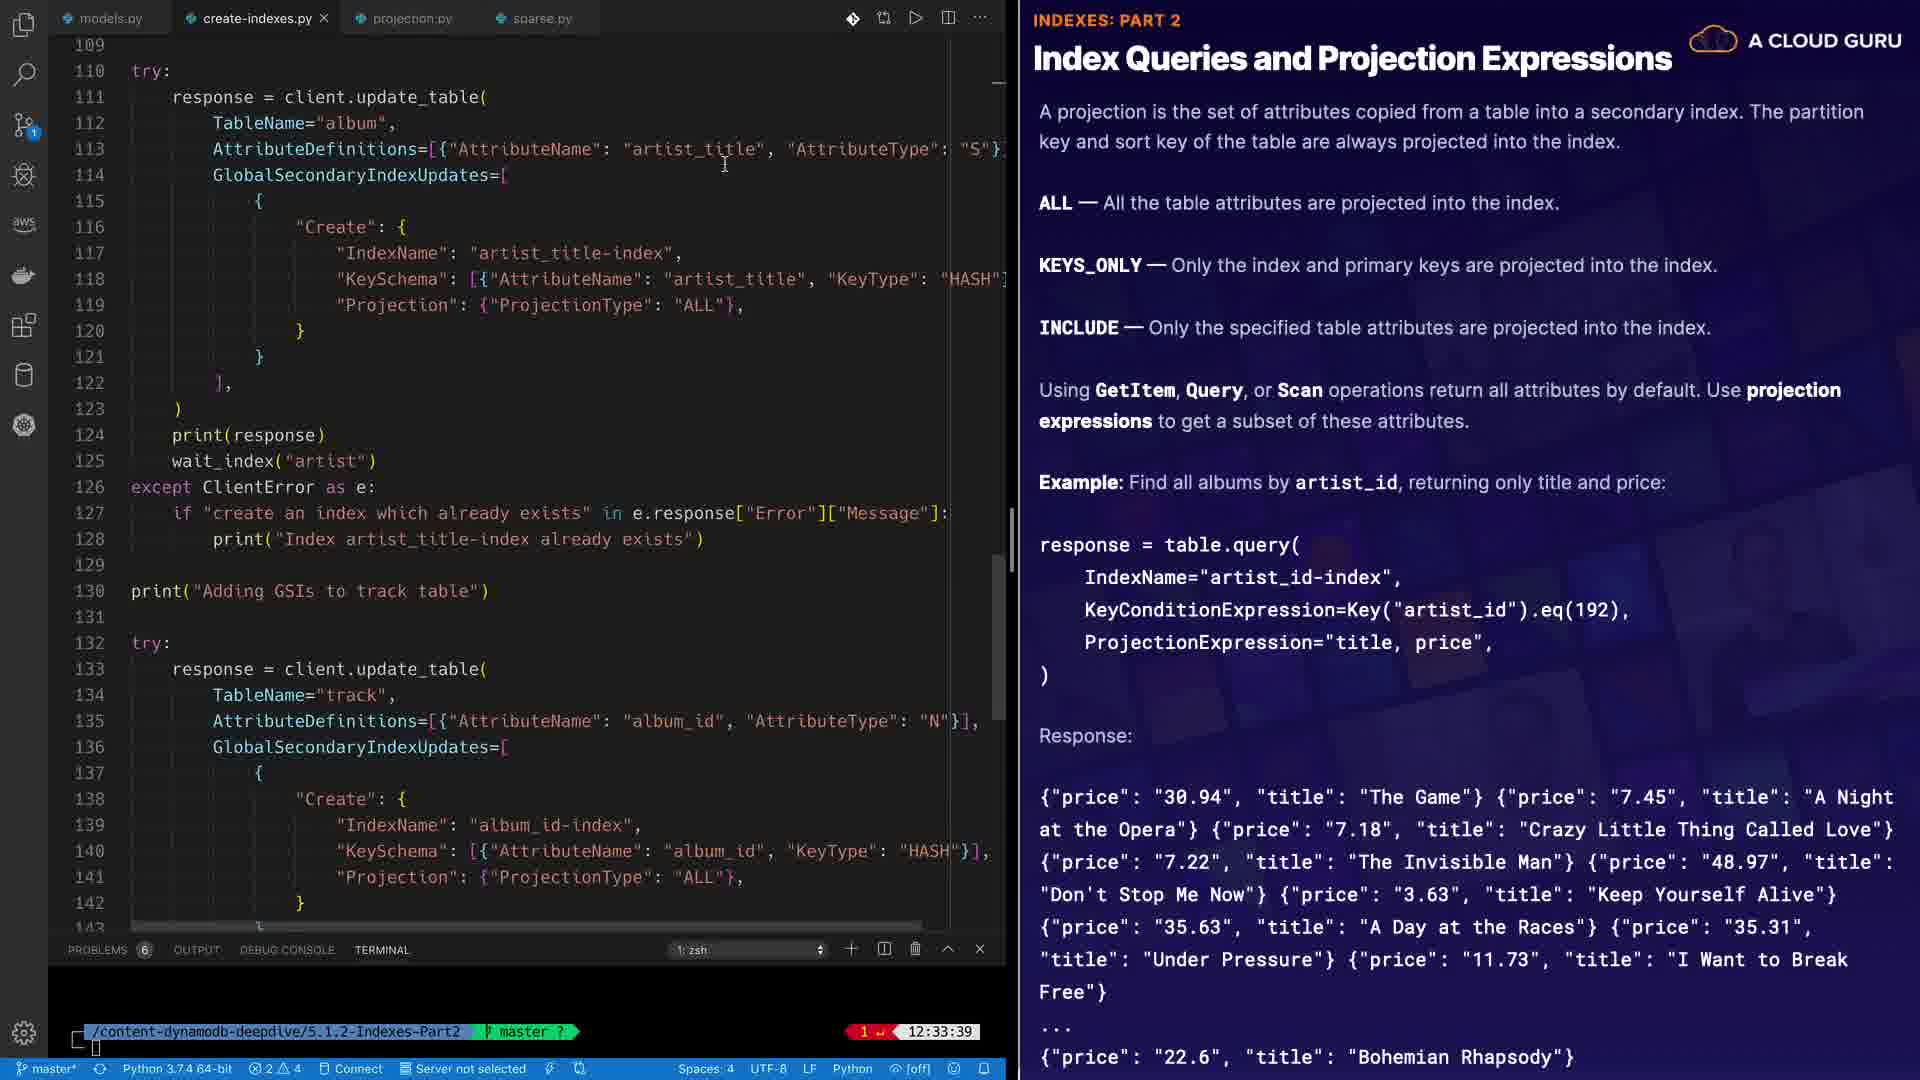 models.py
create-indexes.py
projection.py
sparse.py
109
110 try:
111 response = client.update_table(
112 TableName="album",
113 AttributeDefinitions=[{"AttributeName": "artist_title", "AttributeType": "S"}]
114 GlobalSecondaryIndexUpdates=[
115 {
116 "Create": {
117 "IndexName": "artist_title-index",
118 "KeySchema": [{"AttributeName": "artist_title", "KeyType": "HASH"}]
119 "Projection": {"ProjectionType": "ALL"},
120 }
121 }
122 ],
123 )
124 print(response)
125 wait_index("artist")
126 except ClientError as e:
127 if "create an index which already exists" in e.response["Error"]["Message"]:
128 print("Index artist_title-index already exists")
129
130 print("Adding GSIs to track table")
131
132 try:
133 response = client.update_table(
134 TableName="track",
135 AttributeDefinitions=[{"AttributeName": "album_id", "AttributeType": "N"}],
136 GlobalSecondaryIndexUpdates=[
137 {
138 "Create": {
139 "IndexName": "album_id-index",
140 "KeySchema": [{"AttributeName": "album_id", "KeyType": "HASH"}],
141 "Projection": {"ProjectionType": "ALL"},
142 }
143 }
aws
1
PROBLEMS 6 OUTPUT DEBUG CONSOLE TERMINAL 1: zsh
/content-dynamodb-deepdive/5.1.2-Indexes-Part2 master ? 1 ↵ 12:33:39
master* Python 3.7.4 64-bit 2 4 Connect Server not selected Spaces: 4 UTF-8 LF Python [off]
INDEXES: PART 2
Index Queries and Projection Expressions
A CLOUD GURU
A projection is the set of attributes copied from a table into a secondary index. The partition
key and sort key of the table are always projected into the index.
ALL — All the table attributes are projected into the index.
KEYS_ONLY — Only the index and primary keys are projected into the index.
INCLUDE — Only the specified table attributes are projected into the index.
Using GetItem, Query, or Scan operations return all attributes by default. Use projection
expressions to get a subset of these attributes.
Example: Find all albums by artist_id, returning only title and price:
response = table.query(
IndexName="artist_id-index",
KeyConditionExpression=Key("artist_id").eq(192),
ProjectionExpression="title, price",
)
Response:
{"price": "30.94", "title": "The Game"} {"price": "7.45", "title": "A Night
at the Opera"} {"price": "7.18", "title": "Crazy Little Thing Called Love"}
{"price": "7.22", "title": "The Invisible Man"} {"price": "48.97", "title":
"Don't Stop Me Now"} {"price": "3.63", "title": "Keep Yourself Alive"}
{"price": "35.63", "title": "A Day at the Races"} {"price": "35.31",
"title": "Under Pressure"} {"price": "11.73", "title": "I Want to Break
Free"}
...
{"price": "22.6", "title": "Bohemian Rhapsody"}